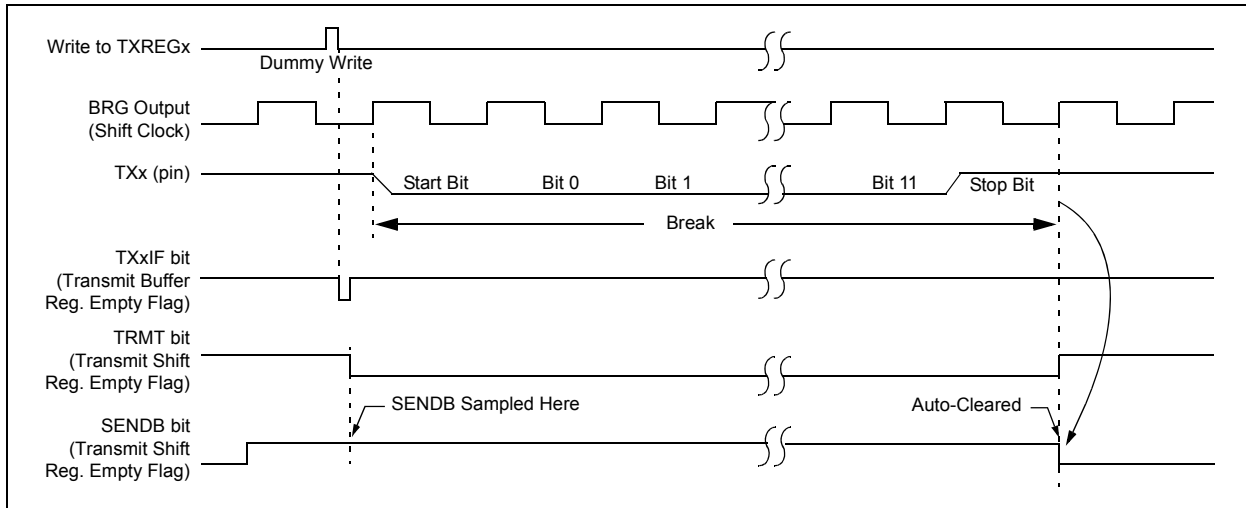 Write to TXREGx
Dummy Write
BRG Output
(Shift Clock)
TXx (pin)
Start Bit
Bit 0
Bit 1
Bit 11
Stop Bit
Break
TXxIF bit
(Transmit Buffer
Reg. Empty Flag)
TRMT bit
(Transmit Shift
Reg. Empty Flag)
SENDB Sampled Here
Auto-Cleared
SENDB bit
(Transmit Shift
Reg. Empty Flag)